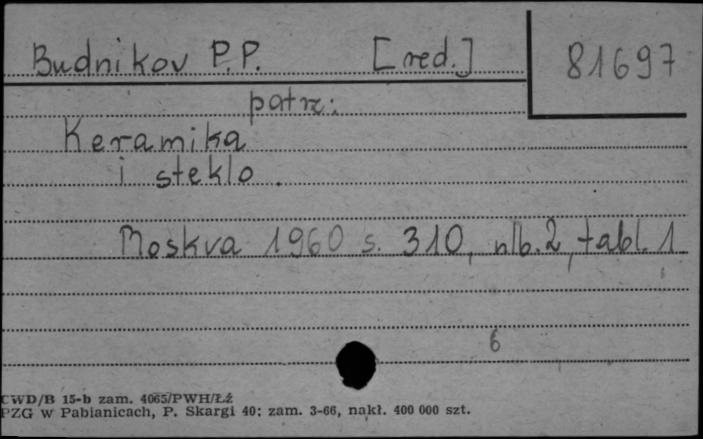 Budnikov P.P. [red.] 81697
patrz:
Keramika
i steklo.
Moskva 1960 s. 310, nlb. 2, tabl. 1
6
CWD/B 15-b zam. 4065/PWH/ŁŻ
PZG w Pabianicach, P. Skargi 40; zam. 3-66, nakł. 400 000 szt.